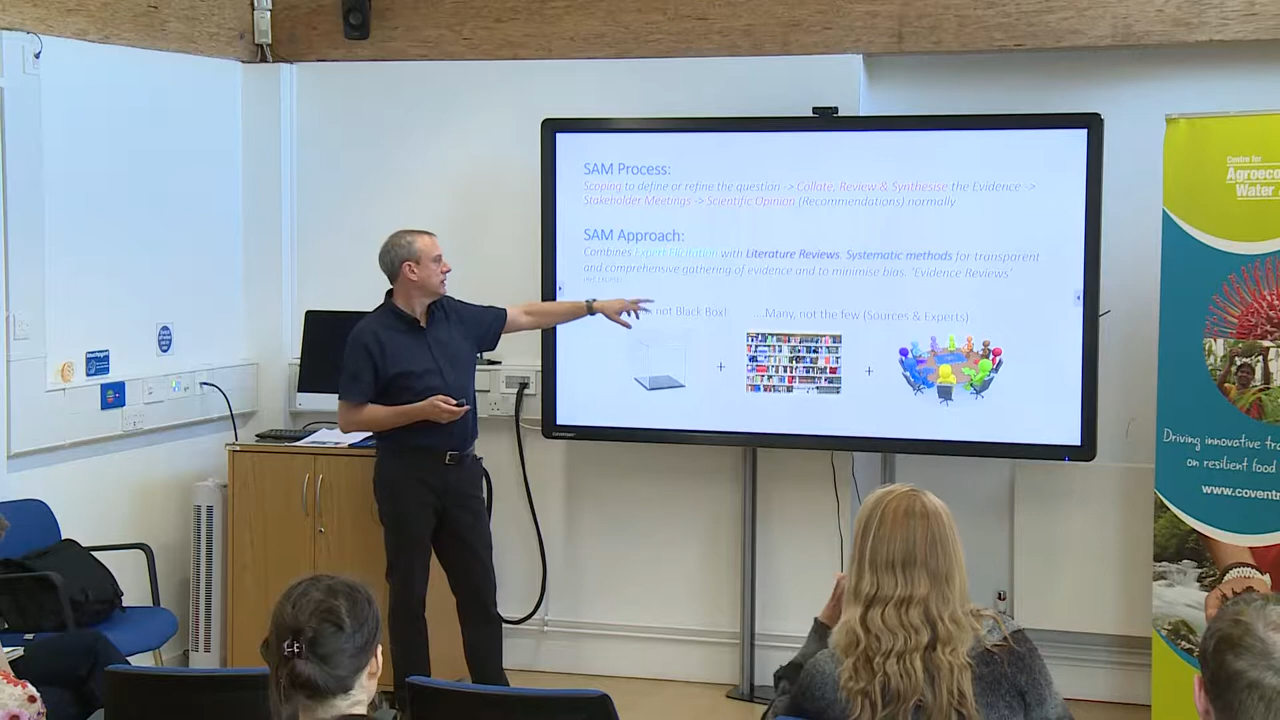 SAM Process:
Scoping to define or refine the question -> Collate, Review & Synthesise the Evidence ->
Stakeholder Meetings -> Scientific Opinion (Recommendations) normally
SAM Approach:
Combines Expert Elicitation with Literature Reviews. Systematic methods for transparent
and comprehensive gathering of evidence and to minimise bias. 'Evidence Reviews'
not Black Box!
....Many, not the few (Sources & Experts)
+
+
Centre for
Agroeco
Water
Driving innovative tra
on resilient food
www.covent